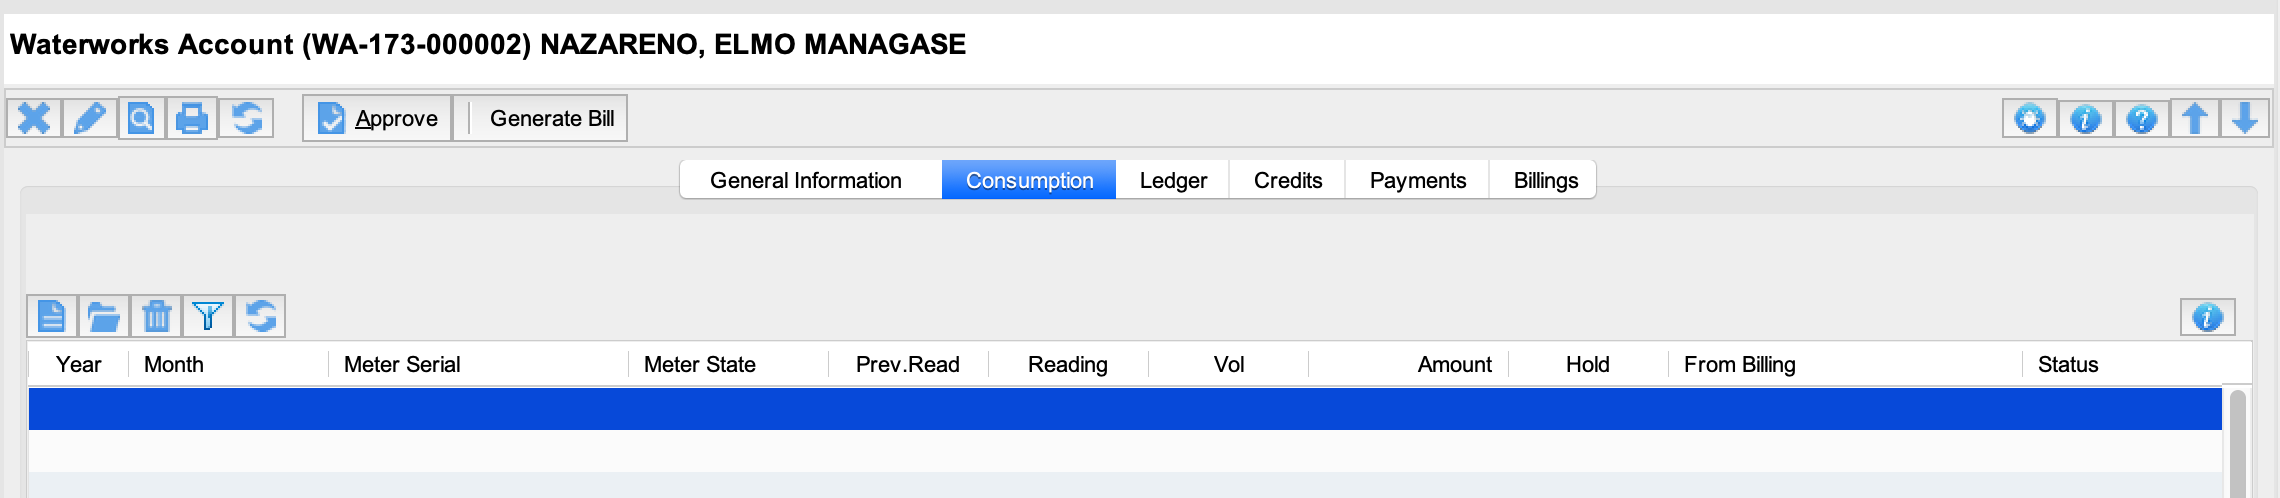 Waterworks Account (WA-173-000002) NAZARENO, ELMO MANAGASE
Approve Generate Bill
General Information Consumption Ledger Credits Payments Billings
Year Month Meter Serial Meter State Prev.Read Reading Vol Amount Hold From Billing Status